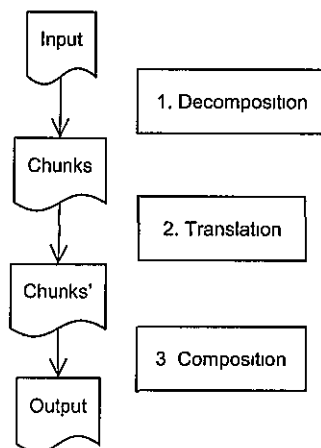 Input
1. Decomposition
Chunks
2. Translation
Chunks'
3 Composition
Output